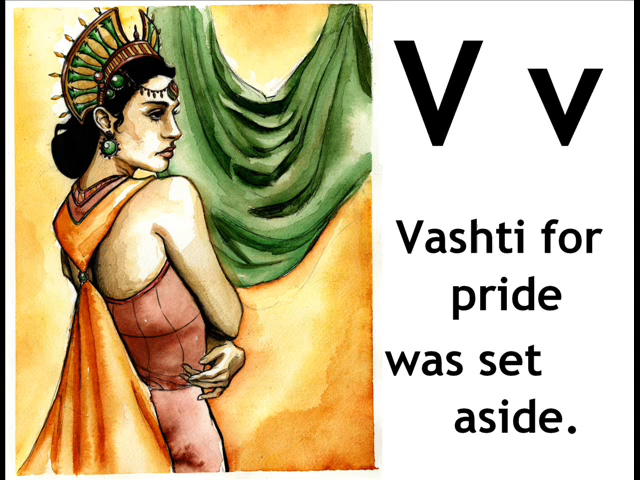 V v
Vashti for
pride
was set
aside.